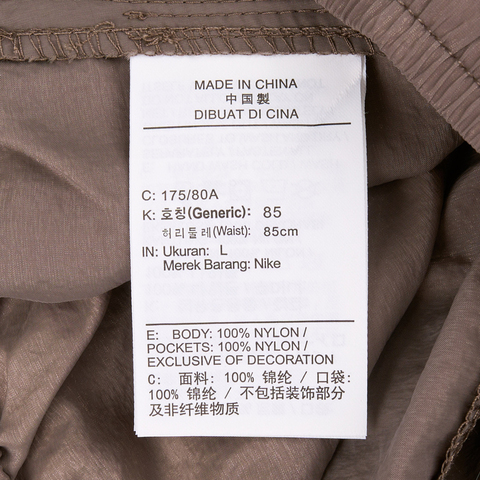 MADE IN CHINA
中国製
DIBUAT DI CINA
C: 175/80A
K: 호칭(Generic): 85
허리둘레(Waist): 85cm
IN: Ukuran: L
Merek Barang: Nike
E: BODY: 100% NYLON /
POCKETS: 100% NYLON /
EXCLUSIVE OF DECORATION
C: 面料: 100% 锦纶 / 口袋:
100% 锦纶 / 不包括装饰部分
及非纤维物质